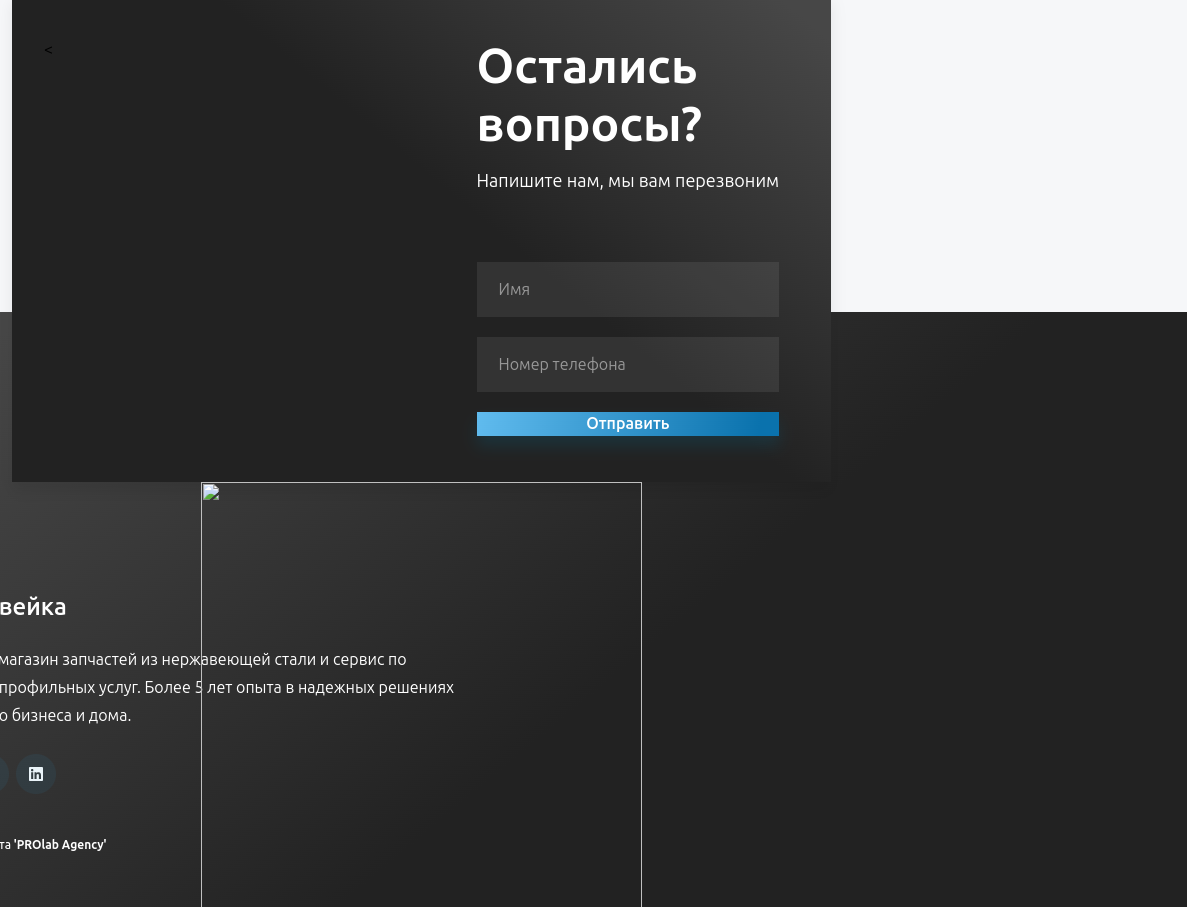 <
Остались
вопросы?
Напишите нам, мы вам перезвоним
Имя
Номер телефона
Отправить
вейка
магазин запчастей из нержавеющей стали и сервис по
профильных услуг. Более 5 лет опыта в надежных решениях
о бизнеса и дома.
та 'PROlab Agency'